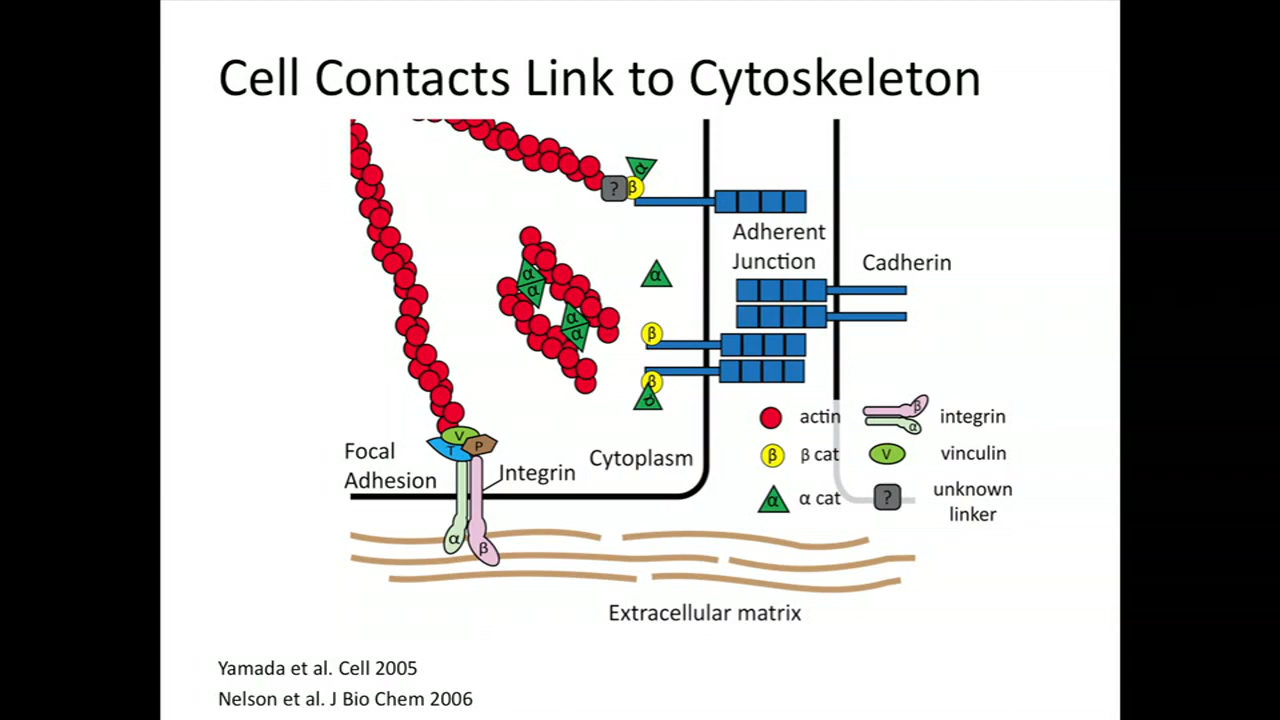 Cell Contacts Link to Cytoskeleton
α
? β
Adherent
Junction
Cadherin
α
α
α
α
α
β
β
α
actin
β
α
integrin
β
β cat
V
vinculin
α
α cat
?
unknown
linker
Focal
Adhesion
V
T
P
Integrin
Cytoplasm
α
β
Extracellular matrix
Yamada et al. Cell 2005
Nelson et al. J Bio Chem 2006